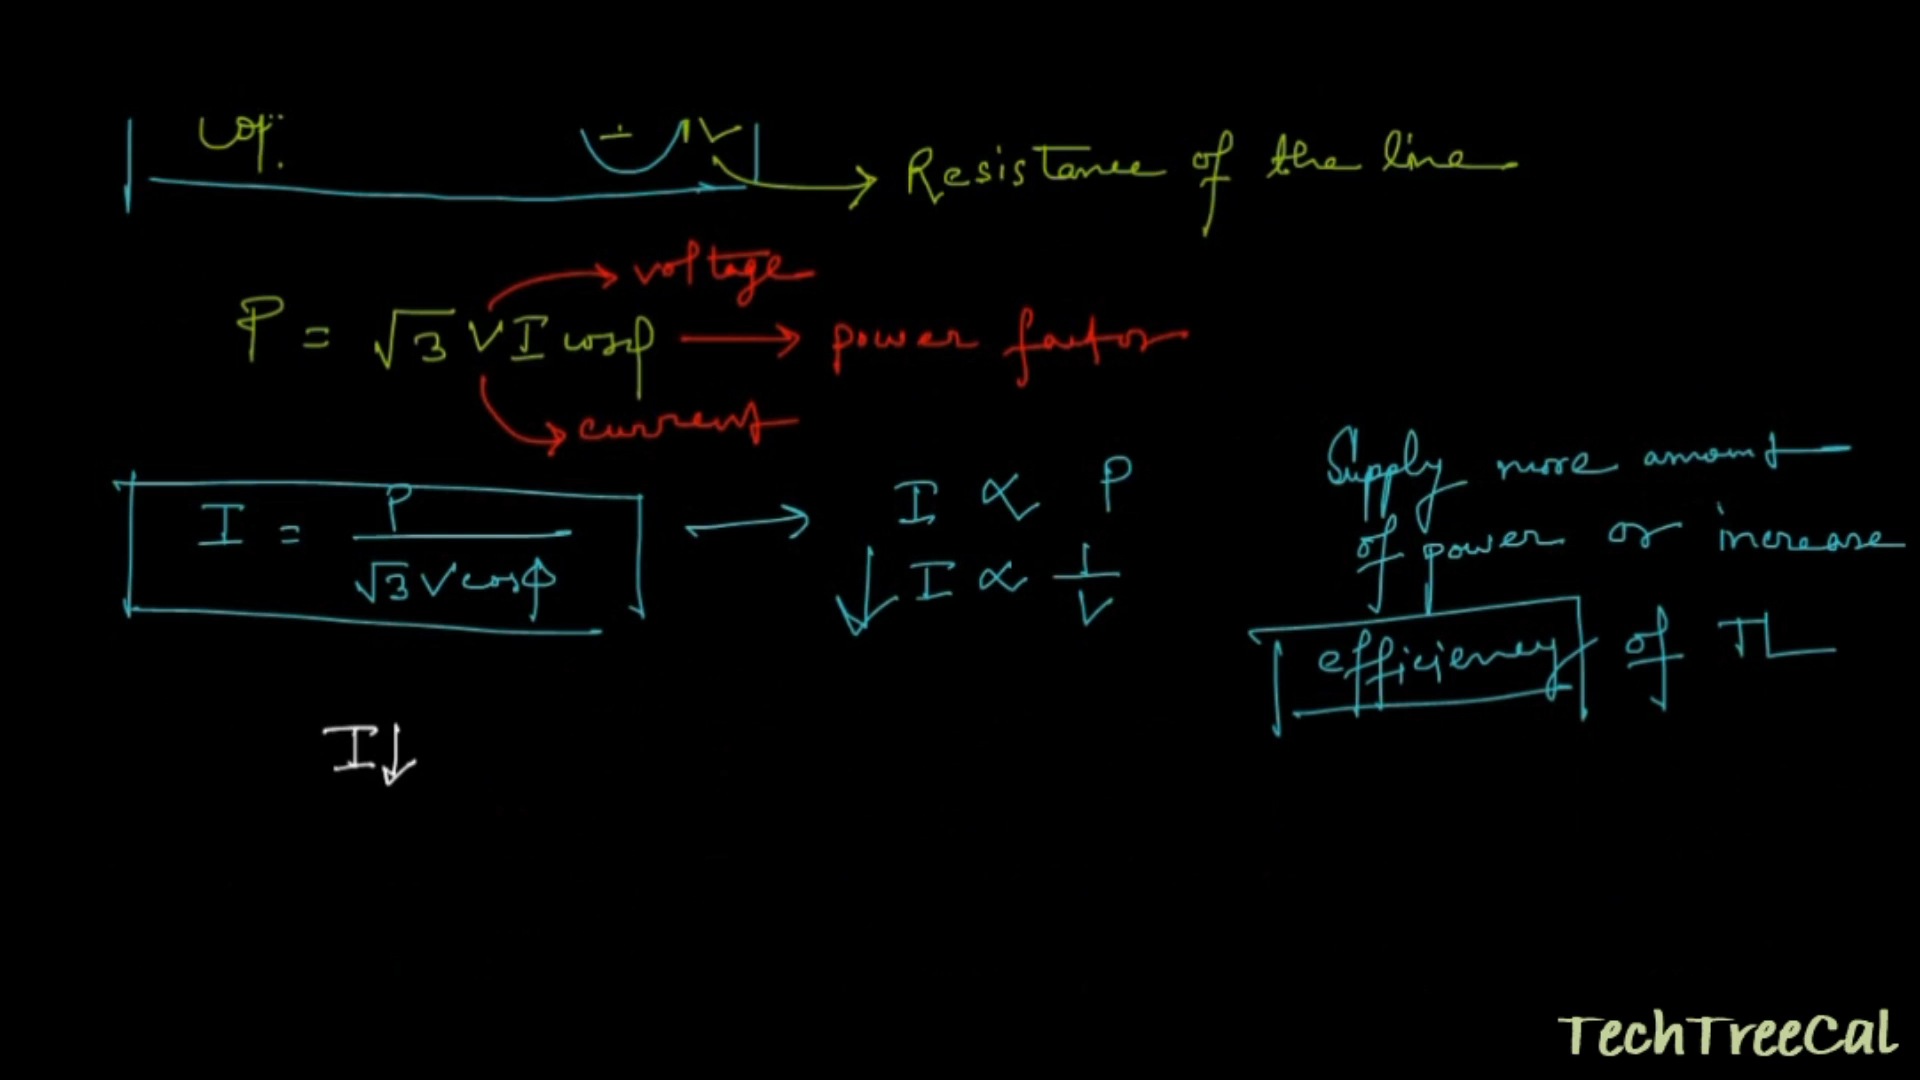 Resistance of the line
voltage
P = √3 V I cosφ → power factor
current
I = P / √3 V cosφ → I ∝ P
↓ I ∝ 1 / V
Supply more amount
of power or increase
efficiency of TL
I↓
TechTreeCal